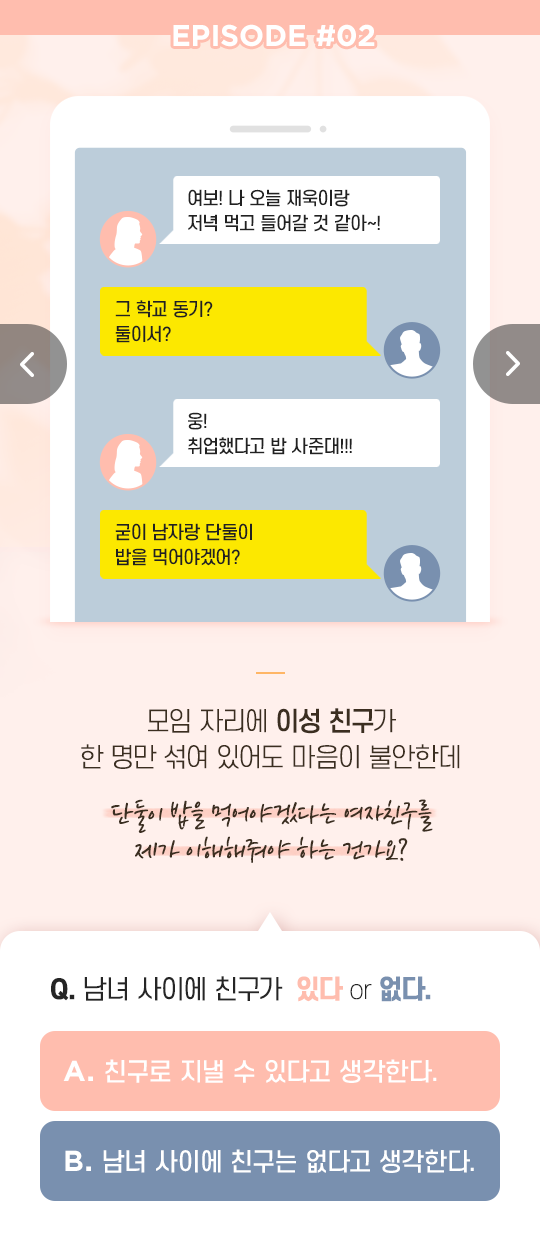 EPISODE #02
여보! 나 오늘 재욱이랑
저녁 먹고 들어갈 것 같아~!
그 학교 동기?
둘이서?
웅!
취업했다고 밥 사준대!!!
굳이 남자랑 단둘이
밥을 먹어야겠어?
모임 자리에 이성 친구가
한 명만 섞여 있어도 마음이 불안한데
단둘이 밥을 먹어야겠다는 여자친구를
제가 이해해줘야 하는 건가요?
Q. 남녀 사이에 친구가 있다 or 없다.
A. 친구로 지낼 수 있다고 생각한다.
B. 남녀 사이에 친구는 없다고 생각한다.